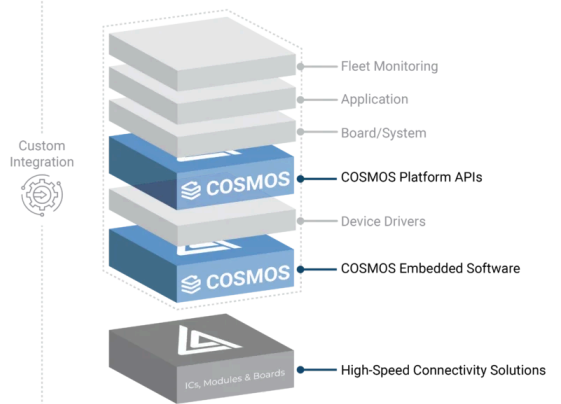 Fleet Monitoring
Application
Board/System
Custom
Integration
COSMOS Platform APIs
COSMOS
Device Drivers
COSMOS Embedded Software
COSMOS
High-Speed Connectivity Solutions
ICs, Modules & Boards